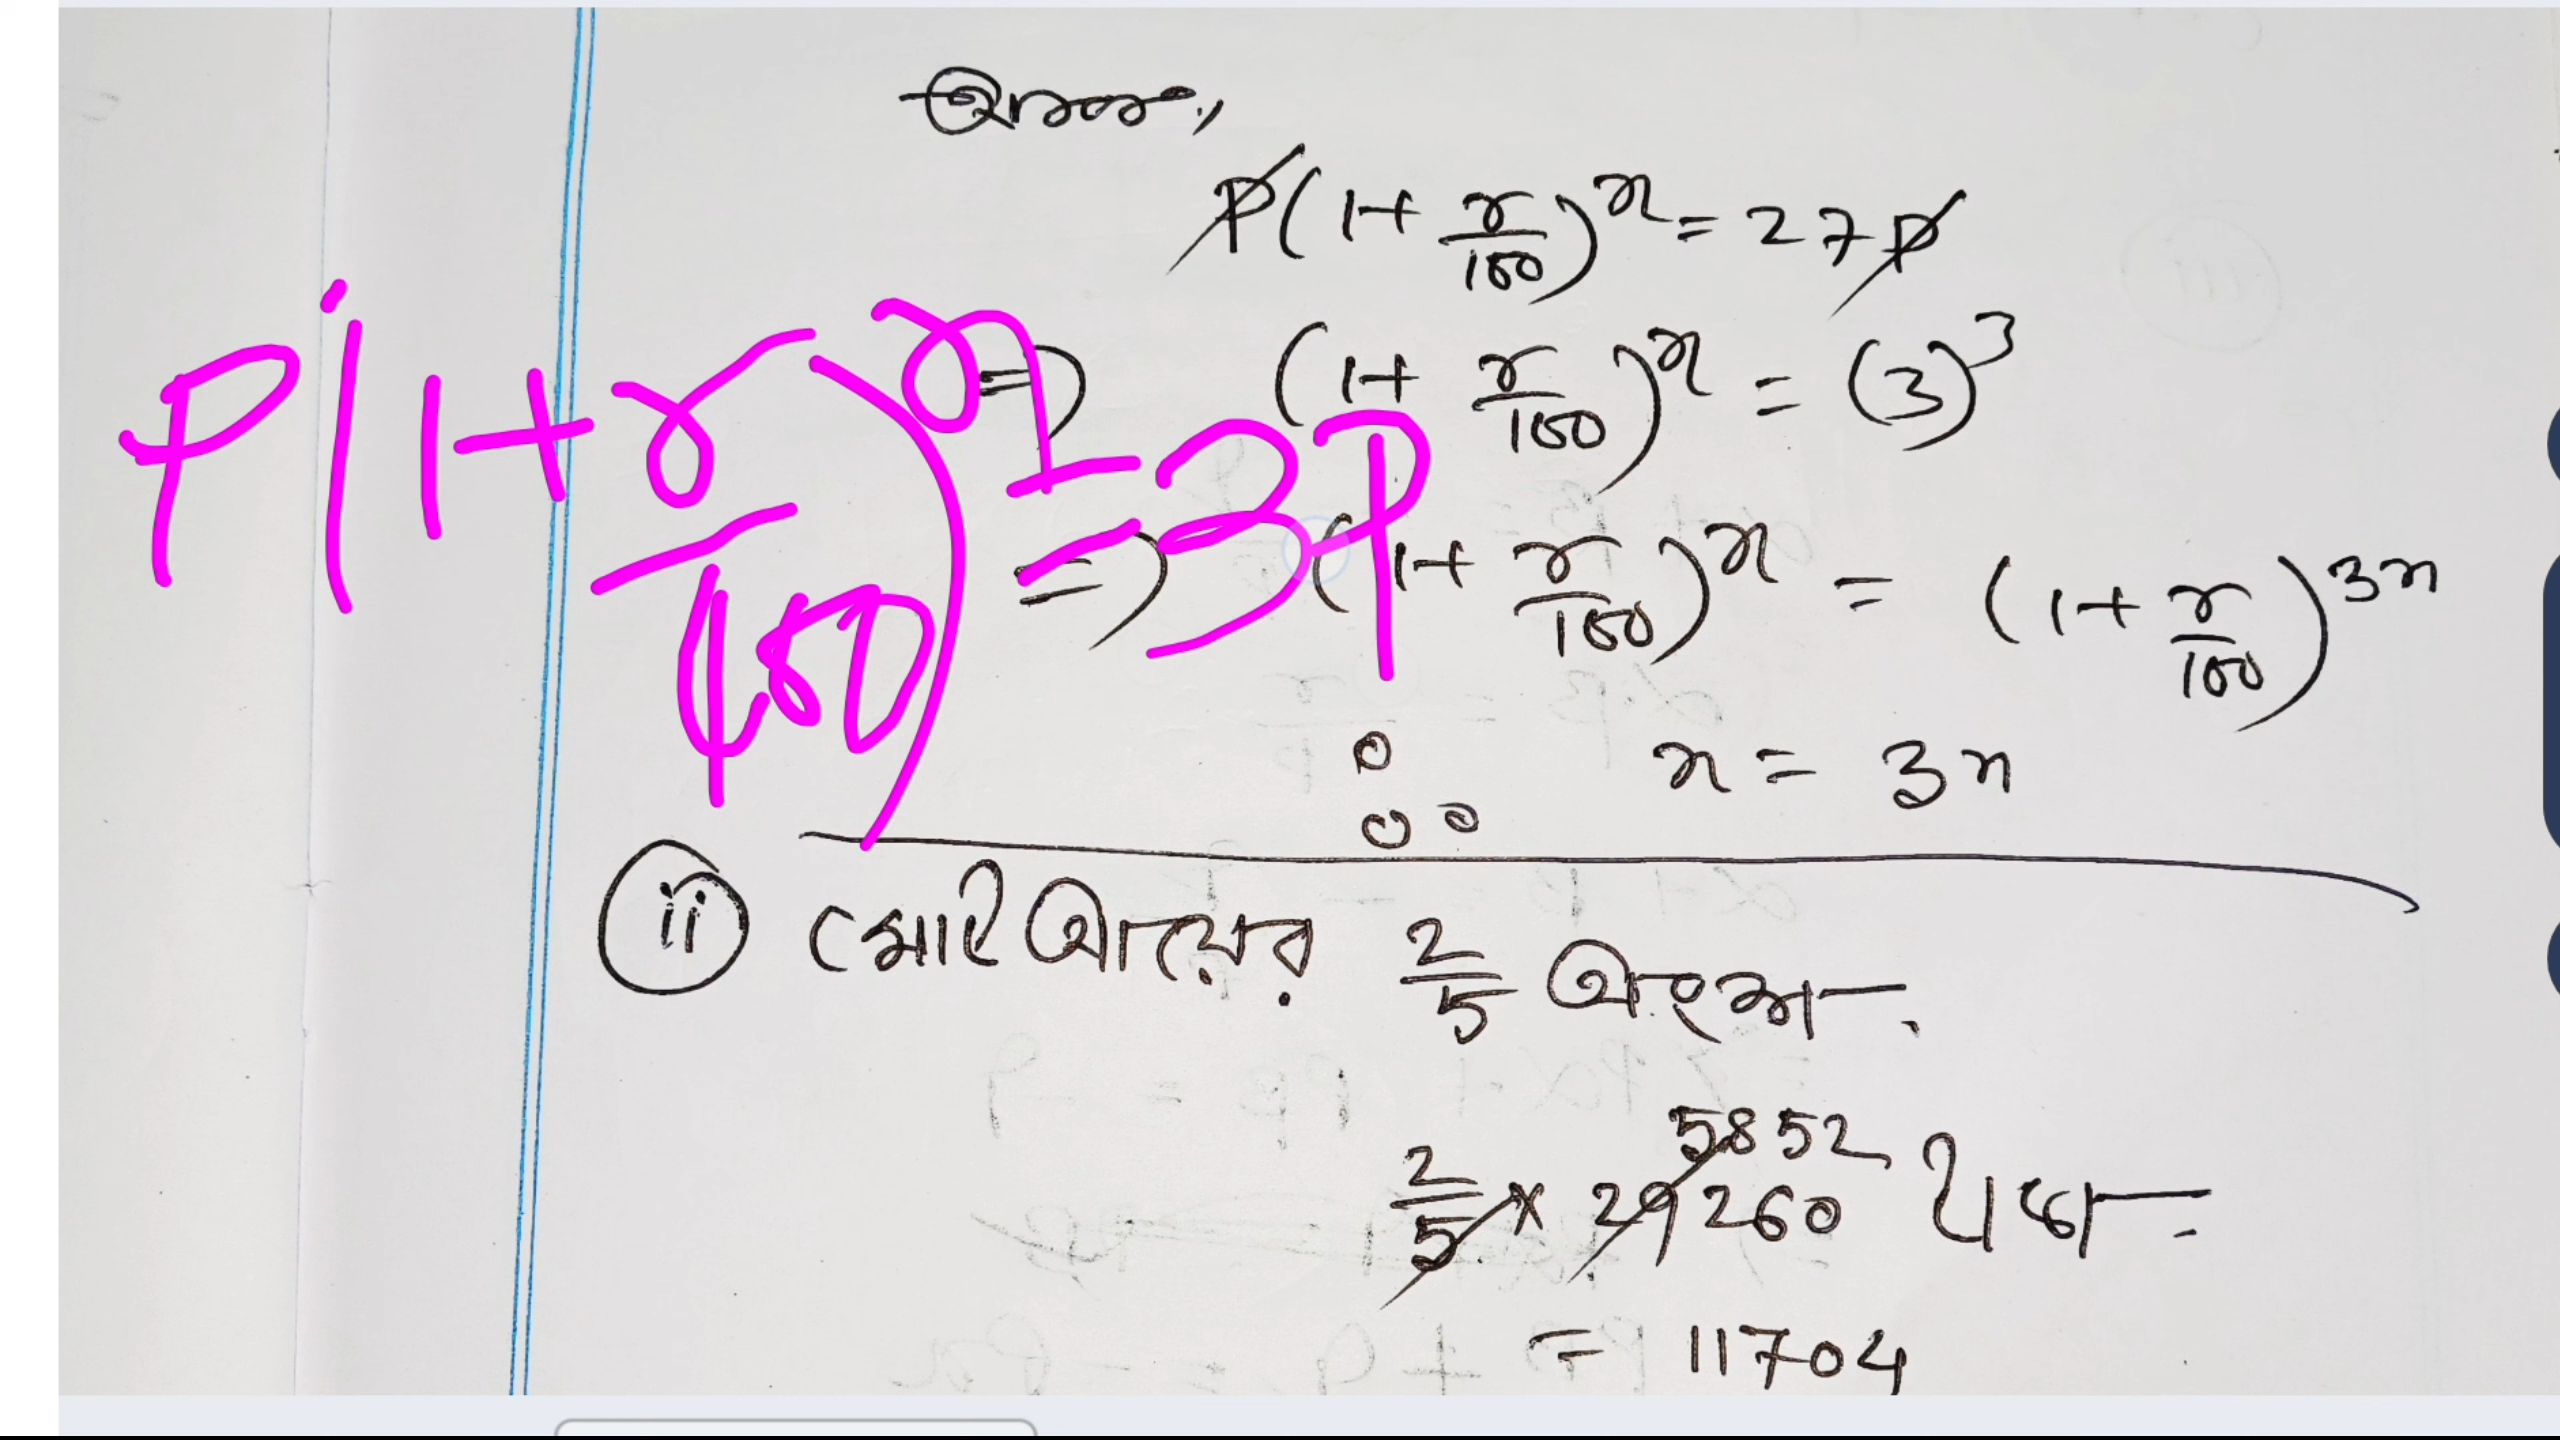 আবার,
P(1+ r/100)^x = 27P
=> (1+ r/100)^x = (3)^3
P(1+ r/100)^n = 3P
=> (1+ r/100)^x = (1+ r/100)^3n
∴ x = 3n
(ii) মোট আয়ের 2/5 অংশ
5852
2/5 × 29260 টাকা
= 11704